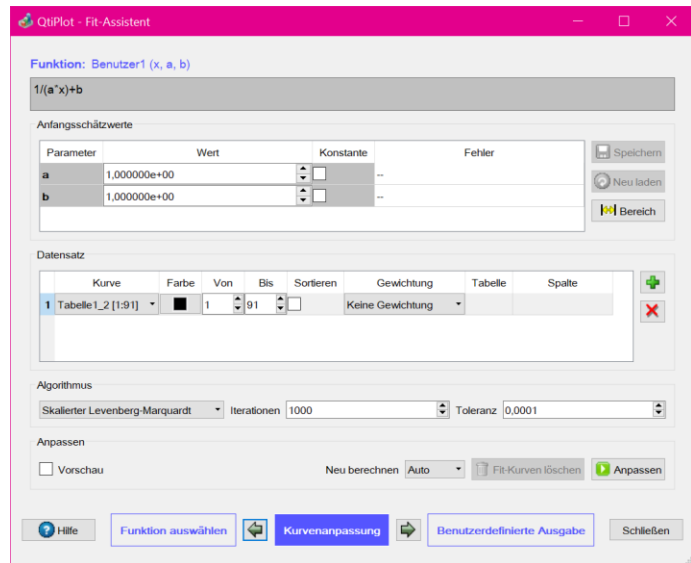 QtiPlot - Fit-Assistent
Funktion: Benutzer1 (x, a, b)
1/(a*x)+b
Anfangsschätzwerte
Parameter Wert Konstante Fehler
a 1,000000e+00 --
b 1,000000e+00 --
Speichern
Neu laden
Bereich
Datensatz
Kurve Farbe Von Bis Sortieren Gewichtung Tabelle Spalte
1 Tabelle1_2 [1:91] 1 91 Keine Gewichtung
Algorithmus
Skalierter Levenberg-Marquardt Iterationen 1000 Toleranz 0,0001
Anpassen
Vorschau Neu berechnen Auto Fit-Kurven löschen Anpassen
Hilfe Funktion auswählen Kurvenanpassung Benutzerdefinierte Ausgabe Schließen